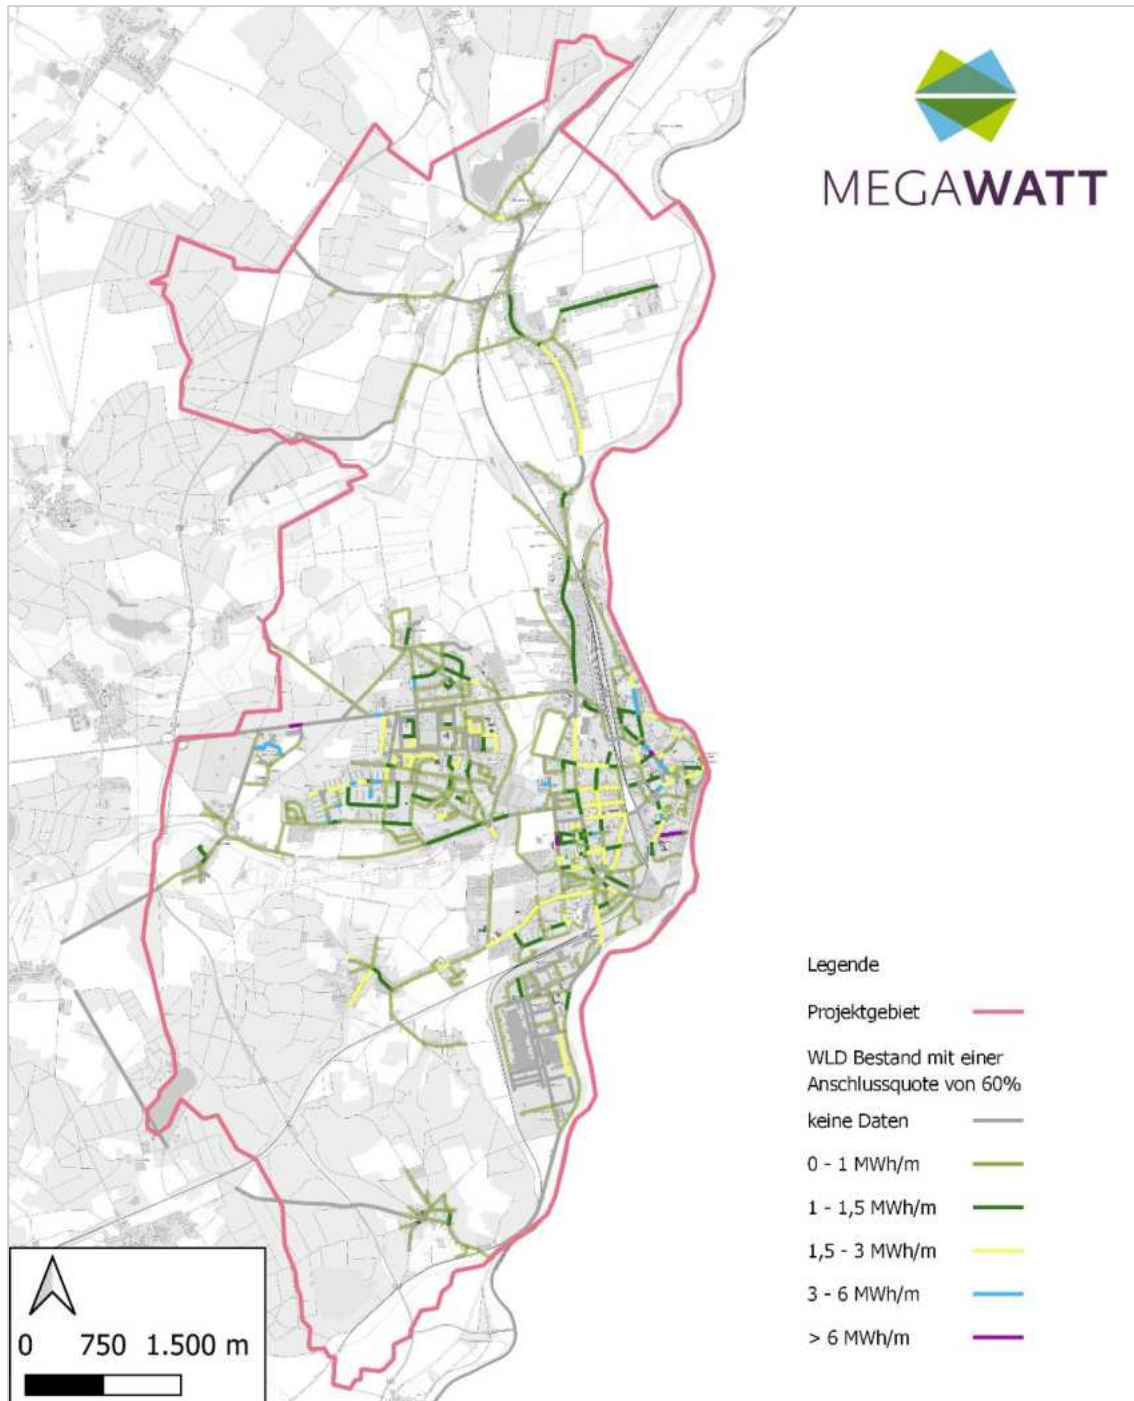 MEGAWATT
Legende
Projektgebiet
WLD Bestand mit einer
Anschlussquote von 60%
keine Daten
0 - 1 MWh/m
1 - 1,5 MWh/m
1,5 - 3 MWh/m
3 - 6 MWh/m
> 6 MWh/m
0 750 1.500 m